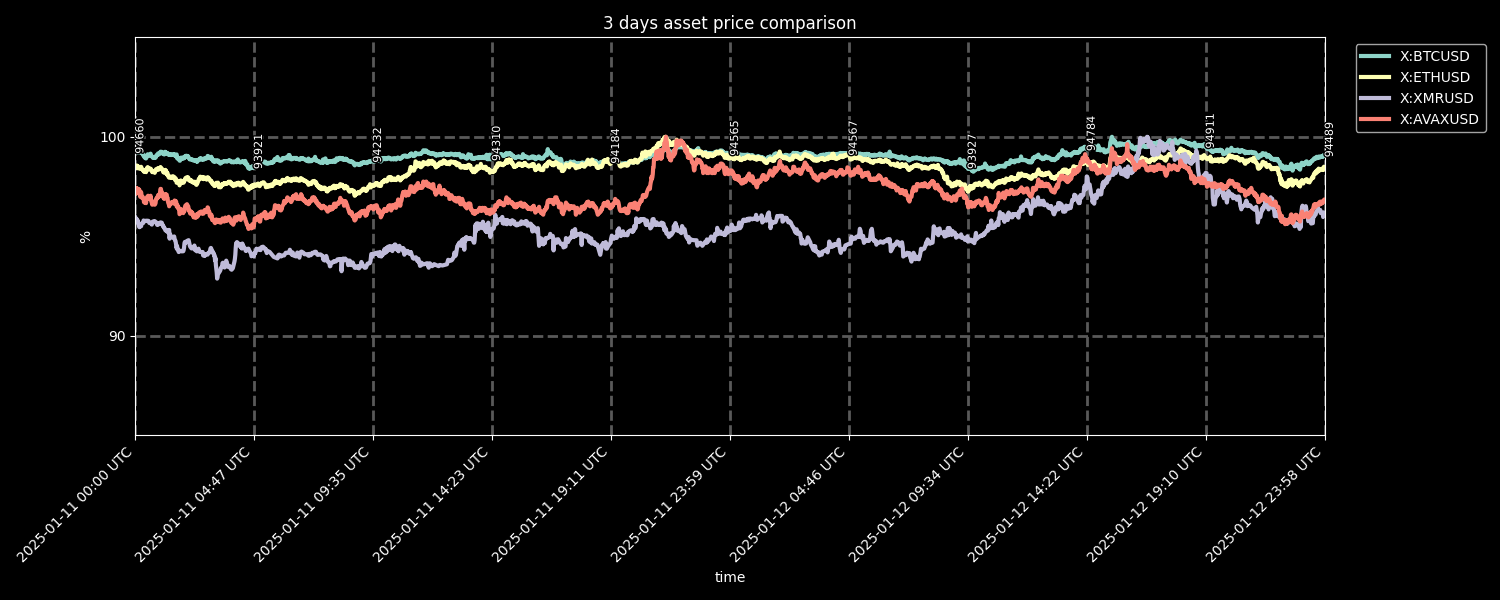 3 days asset price comparison
X:BTCUSD
X:ETHUSD
X:XMRUSD
X:AVAXUSD
100
90
%
94660
93921
94232
94310
94184
94565
94567
93927
94784
94911
94489
2025-01-11 00:00 UTC
2025-01-11 04:47 UTC
2025-01-11 09:35 UTC
2025-01-11 14:23 UTC
2025-01-11 19:11 UTC
2025-01-11 23:59 UTC
2025-01-12 04:46 UTC
2025-01-12 09:34 UTC
2025-01-12 14:22 UTC
2025-01-12 19:10 UTC
2025-01-12 23:58 UTC
time